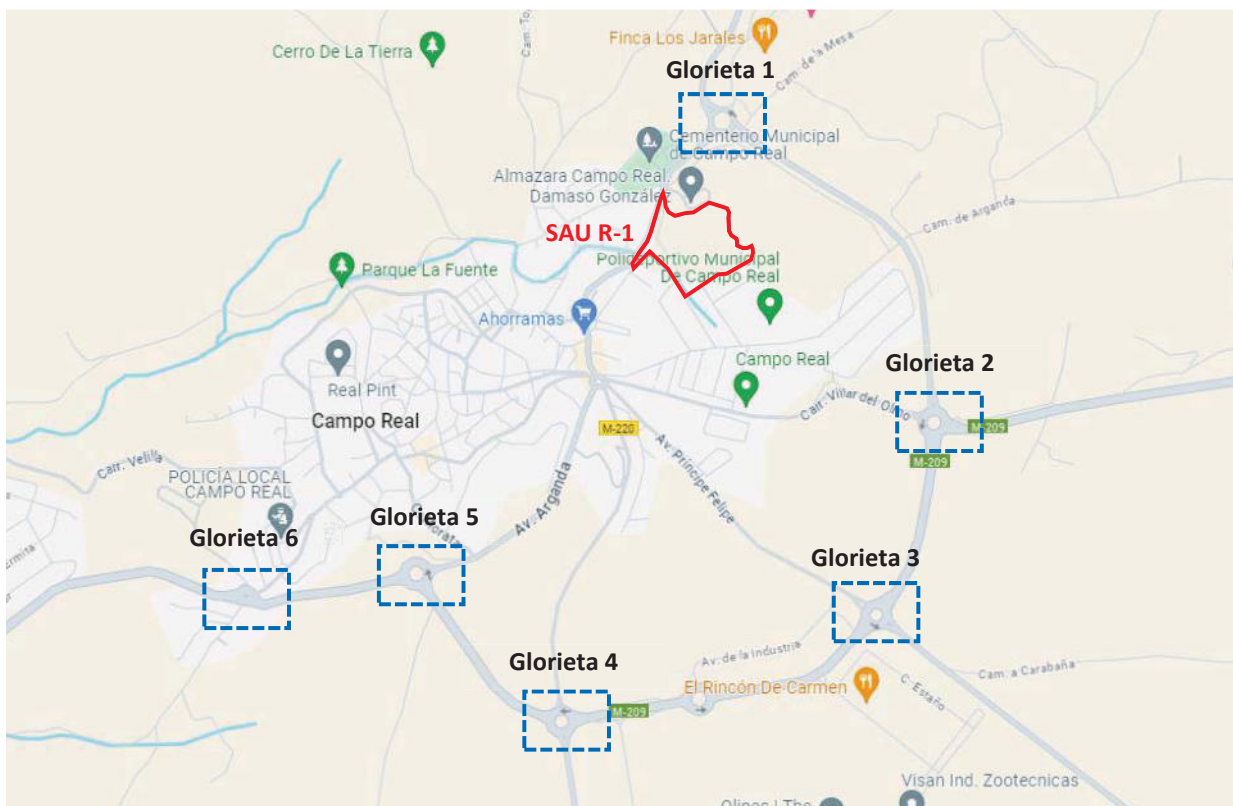 Finca Los Jarales
Cerro De La Tierra
Cam. de la Mesa
Glorieta 1
Cementerio Municipal
de Campo Real
Almazara Campo Real.
Damaso González
Cam. de Arganda
SAU R-1
Polideportivo Municipal
De Campo Real
Parque La Fuente
Ahorramas
Campo Real
Glorieta 2
Real Pint
Campo Real
Carr. Villar del Olmo
M-220
M-209
M-209
Av. Príncipe Felipe
Carr. Velilla
POLICÍA LOCAL
CAMPO REAL
Av. Arganda
Glorieta 5
Glorieta 6
Glorieta 3
Glorieta 4
Av. de la Industria
El Rincón De Carmen
C. Estaño
Cam. a Carabaña
M-209
Visan Ind. Zootecnicas